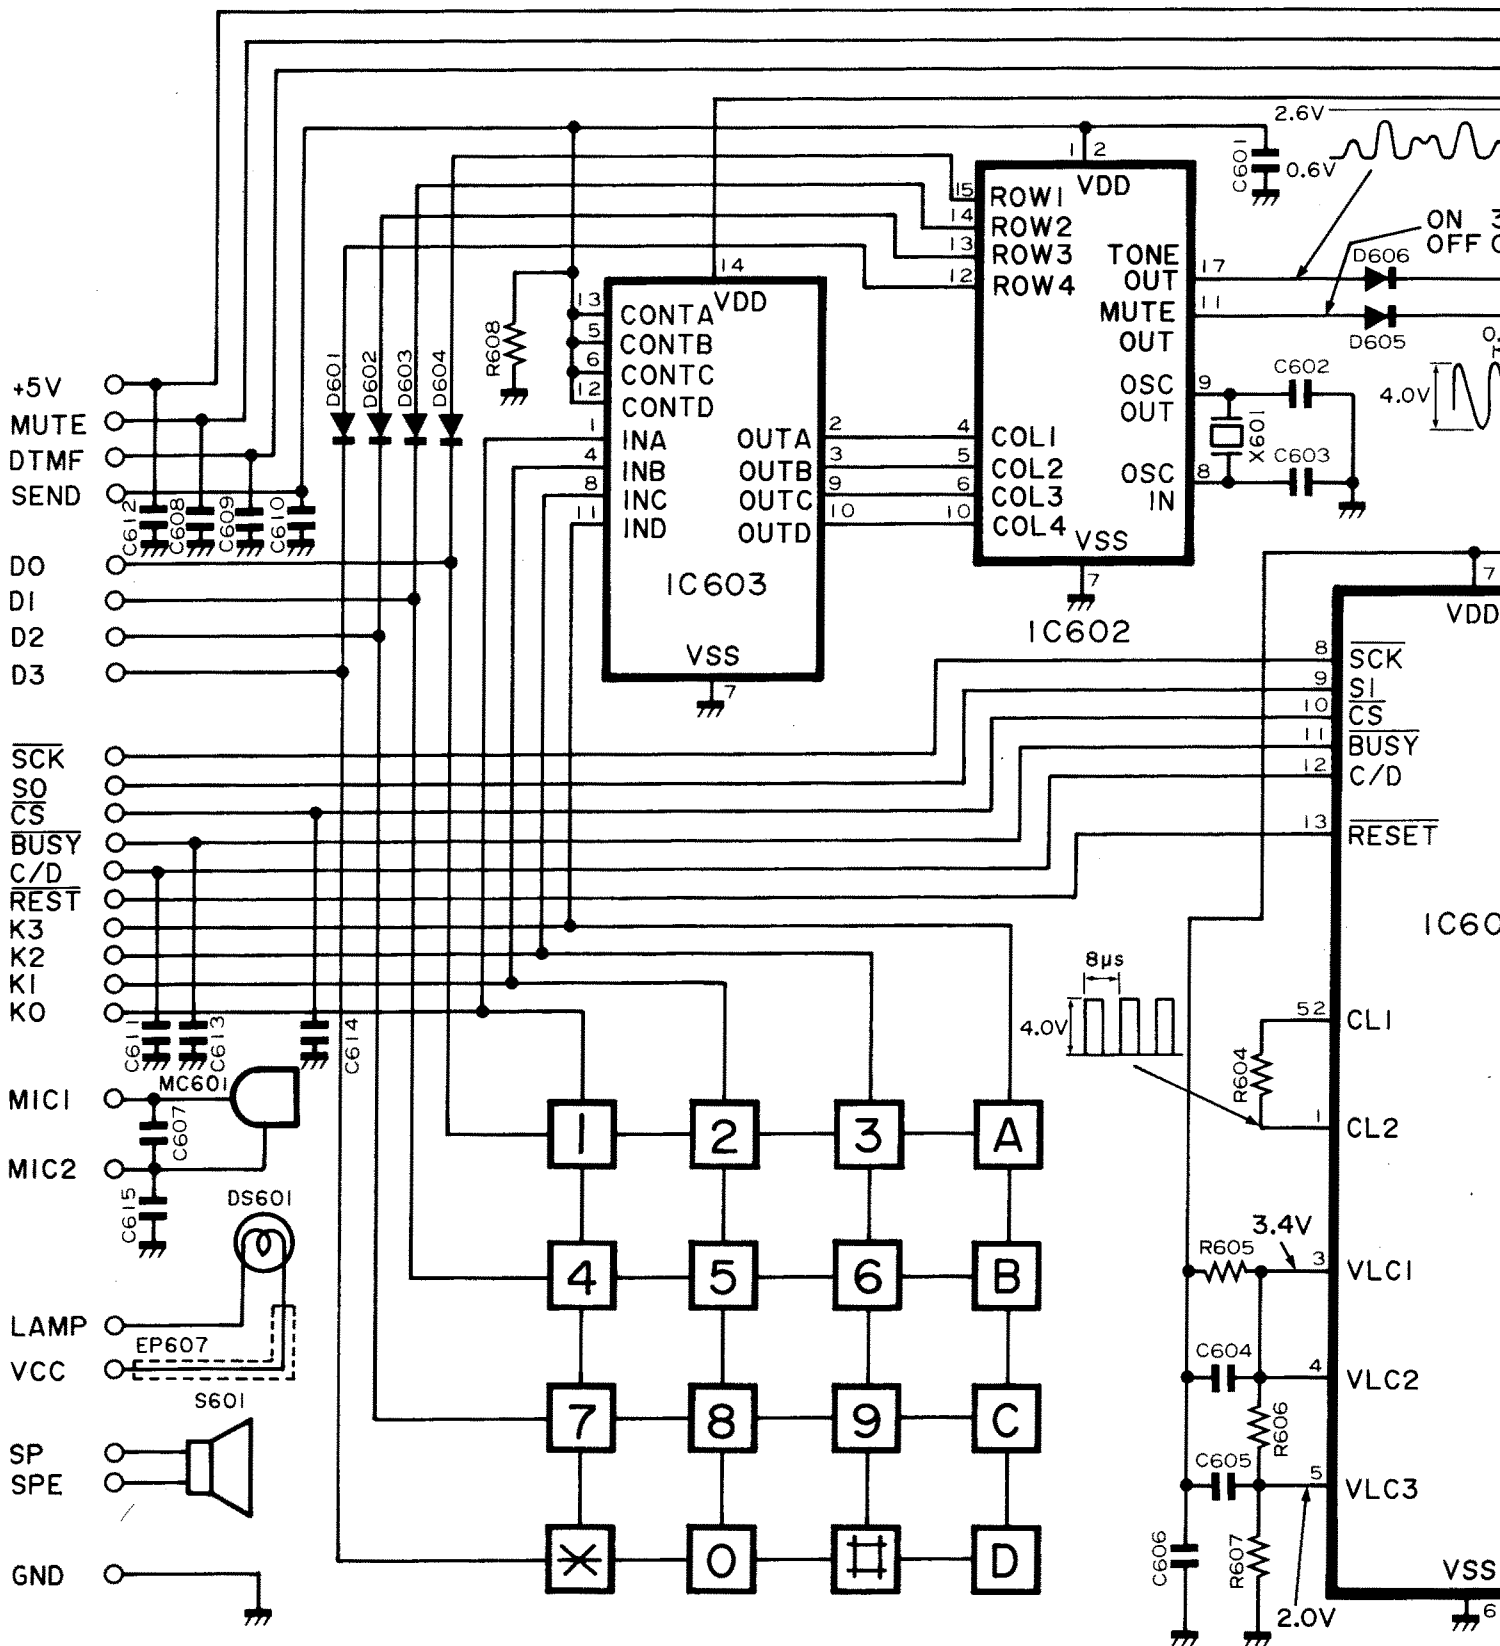 2.6V
0.6V
C601
1 2
VDD
15 ROW1
14 ROW2
13 ROW3
12 ROW4
TONE OUT 17
MUTE OUT 11
OSC OUT 9
OSC IN 8
4 COL1
5 COL2
6 COL3
10 COL4
VSS
7
IC602
ON
OFF
D606
D605
C602
X601
C603
4.0V
14
VDD
13 CONTA
5 CONTB
6 CONTC
12 CONTD
1 INA
4 INB
8 INC
11 IND
OUTA 2
OUTB 3
OUTC 9
OUTD 10
IC603
VSS
7
R608
D601
D602
D603
D604
+5V
MUTE
DTMF
SEND
C612
C608
C609
C610
D0
D1
D2
D3
SCK
SO
CS
BUSY
C/D
REST
K3
K2
K1
K0
C611
C613
C614
MC601
MIC1
C607
MIC2
C615
DS601
LAMP
EP607
VCC
S601
SP
SPE
GND
1 2 3 A
4 5 6 B
7 8 9 C
* 0 # D
7
VDD
8 SCK
9 SI
10 CS
11 BUSY
12 C/D
13 RESET
IC60
8µs
4.0V
52 CL1
R604
1 CL2
3.4V
R605
3 VLC1
C604
4 VLC2
R606
C605
5 VLC3
C606
R607
2.0V
VSS
6